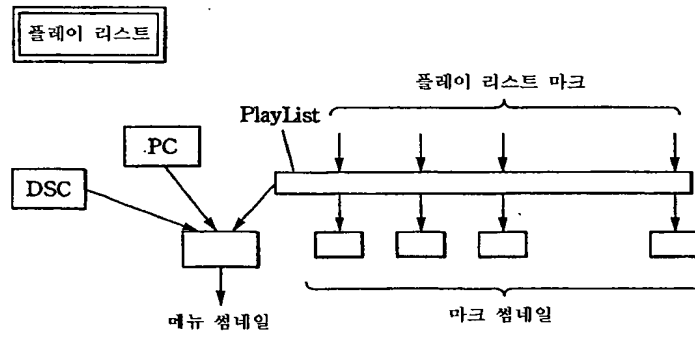 플레이 리스트
플레이 리스트 마크
PlayList
.PC
DSC
메뉴 썸네일
마크 썸네일